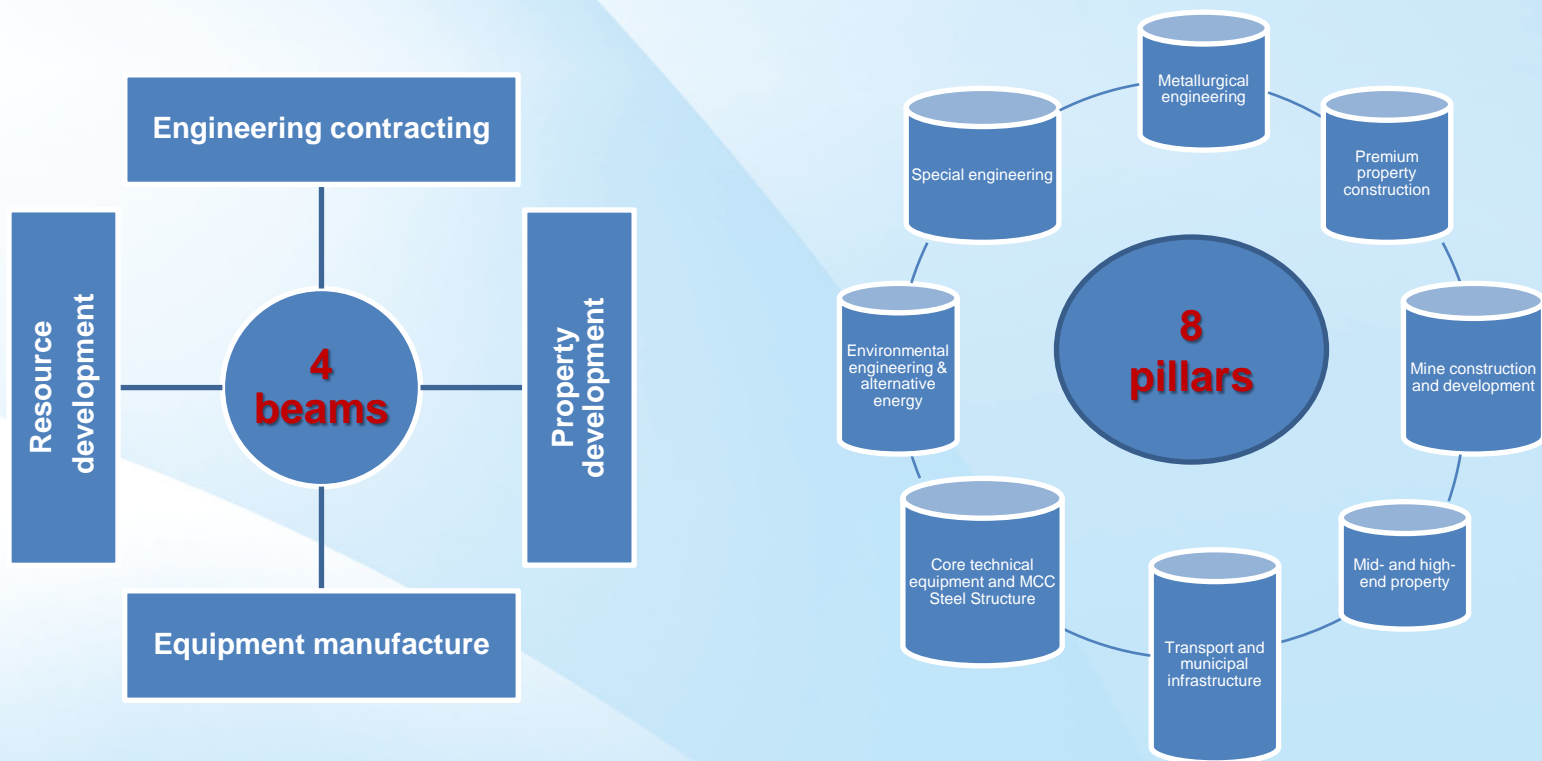 Engineering contracting
Resource
development
4
beams
Property
development
Equipment manufacture
Metallurgical
engineering
Premium
property
construction
Mine construction
and development
Mid- and high-
end property
Transport and
municipal
infrastructure
Core technical
equipment and MCC
Steel Structure
Environmental
engineering &
alternative
energy
Special engineering
8
pillars